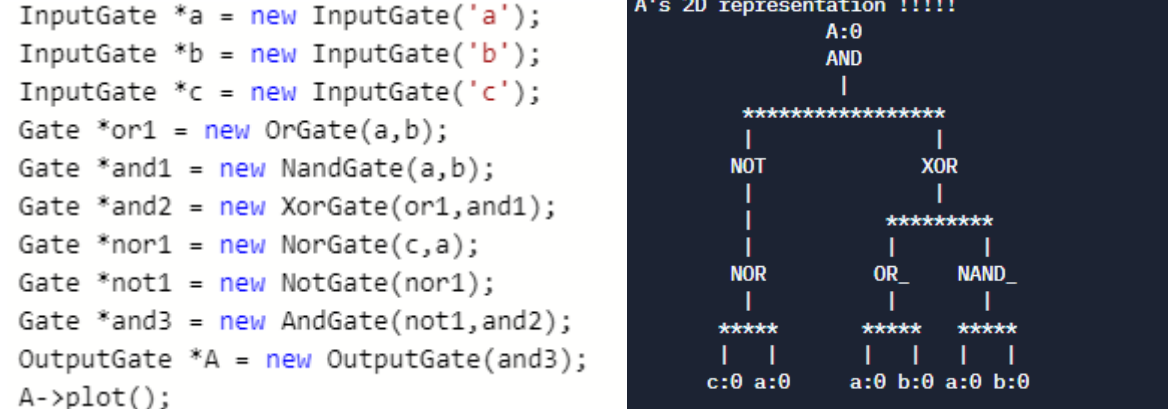 InputGate *a = new InputGate('a');
InputGate *b = new InputGate('b');
InputGate *c = new InputGate('c');
Gate *or1 = new OrGate(a,b);
Gate *and1 = new NandGate(a,b);
Gate *and2 = new XorGate(or1,and1);
Gate *nor1 = new NorGate(c,a);
Gate *not1 = new NotGate(nor1);
Gate *and3 = new AndGate(not1,and2);
OutputGate *A = new OutputGate(and3);
A->plot();
A's 2D representation !!!!!
A:0
AND
|
*****************
| |
NOT XOR
| |
| *********
| | |
NOR OR_ NAND_
| | |
***** ***** *****
| | | | | |
c:0 a:0 a:0 b:0 a:0 b:0